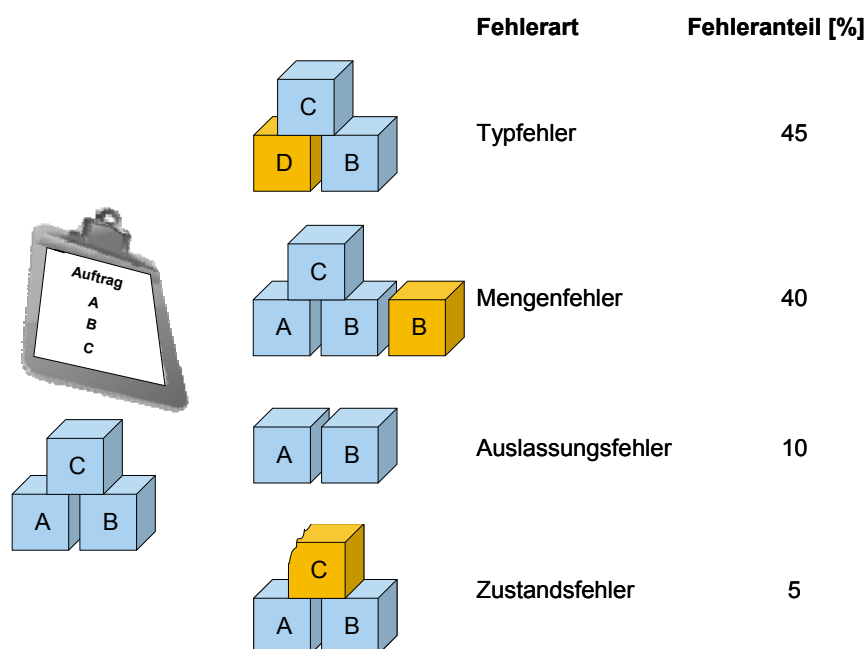 Fehlerart Fehleranteil [%]
C
D B
Typfehler 45
Auftrag
A
B
C
C
A B B
Mengenfehler 40
A B
Auslassungsfehler 10
C
A B
C
A B
Zustandsfehler 5